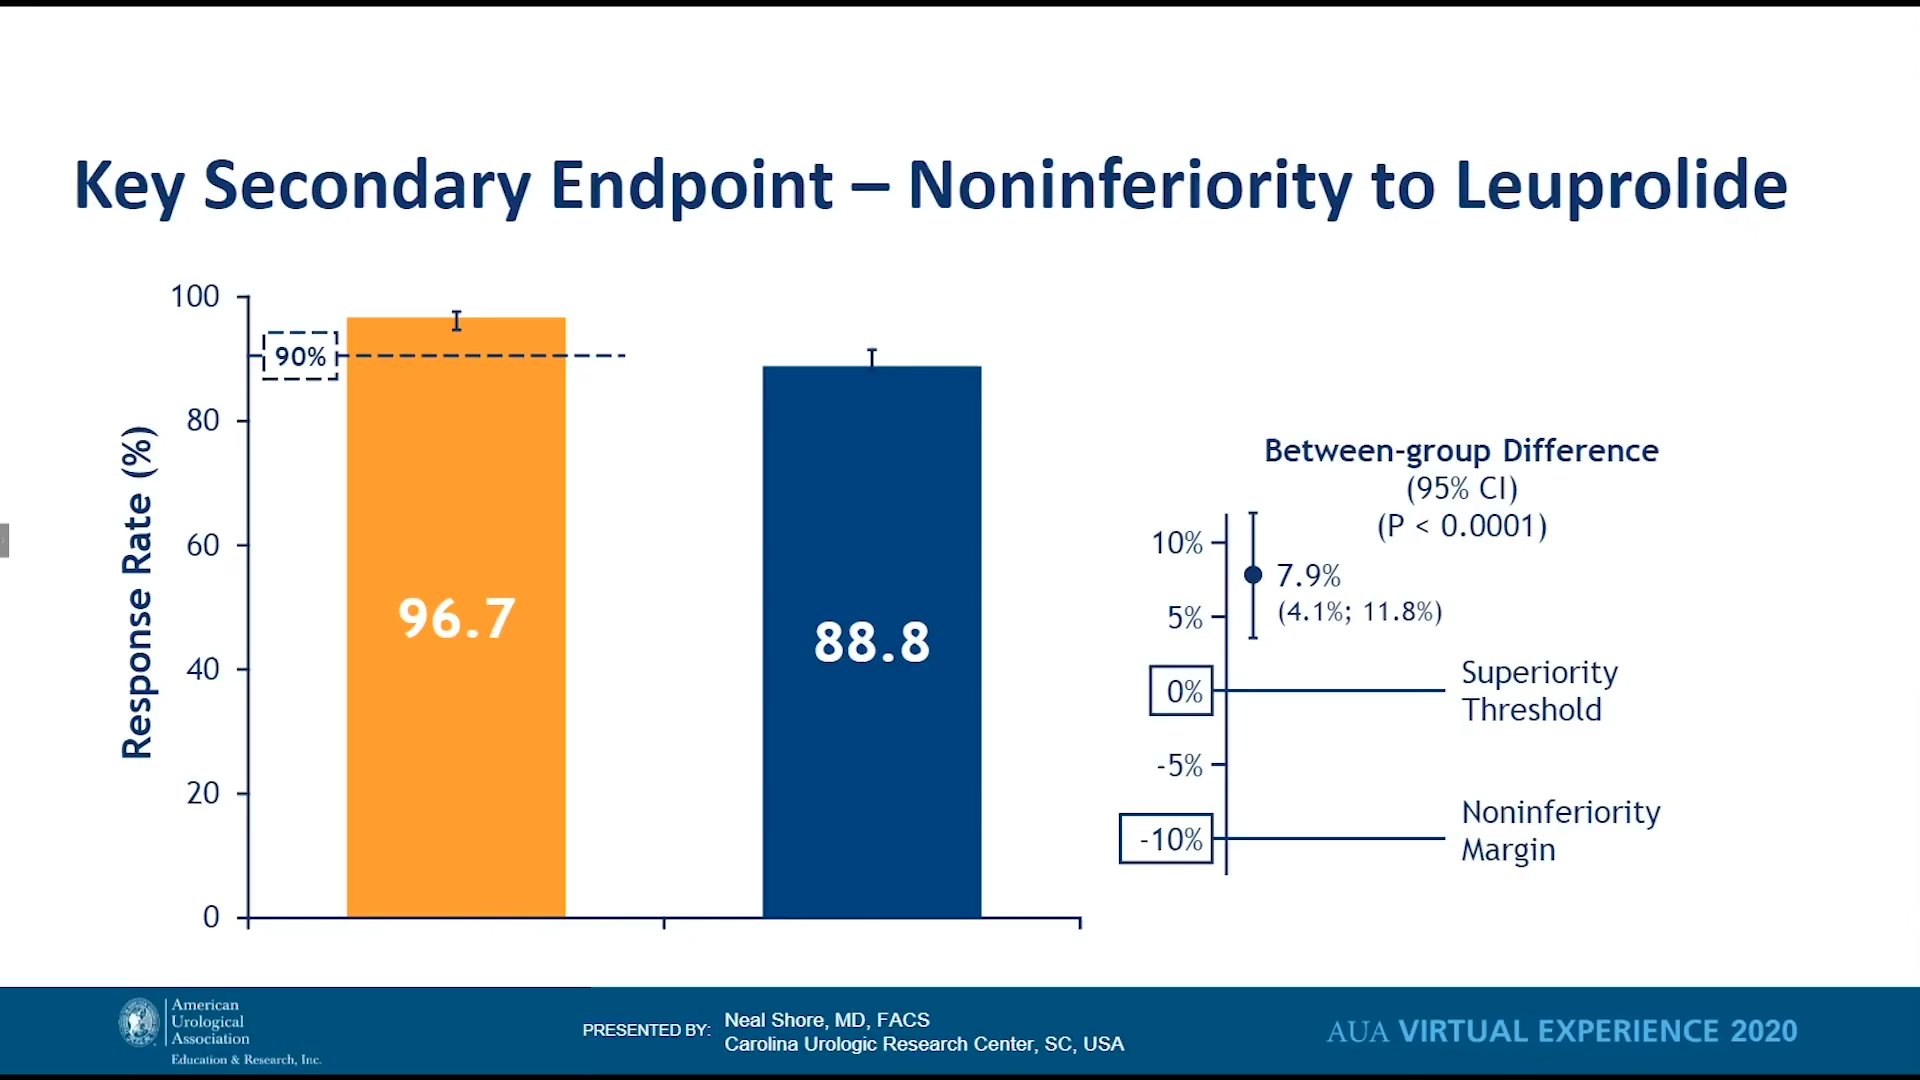 Key Secondary Endpoint – Noninferiority to Leuprolide
Response Rate (%)
100
90%
80
60
40
20
0
96.7
88.8
Between-group Difference
(95% CI)
(P < 0.0001)
10%
7.9%
5%
(4.1%; 11.8%)
0%
Superiority
Threshold
-5%
-10%
Noninferiority
Margin
American
Urological
Association
Education & Research, Inc.
PRESENTED BY:
Neal Shore, MD, FACS
Carolina Urologic Research Center, SC, USA
AUA VIRTUAL EXPERIENCE 2020